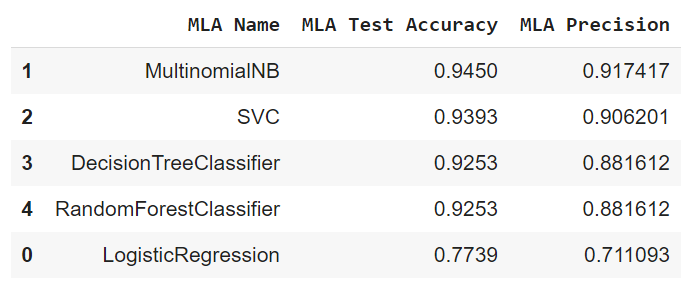 MLA Name MLA Test Accuracy MLA Precision
1 MultinomialNB 0.9450 0.917417
2 SVC 0.9393 0.906201
3 DecisionTreeClassifier 0.9253 0.881612
4 RandomForestClassifier 0.9253 0.881612
0 LogisticRegression 0.7739 0.711093